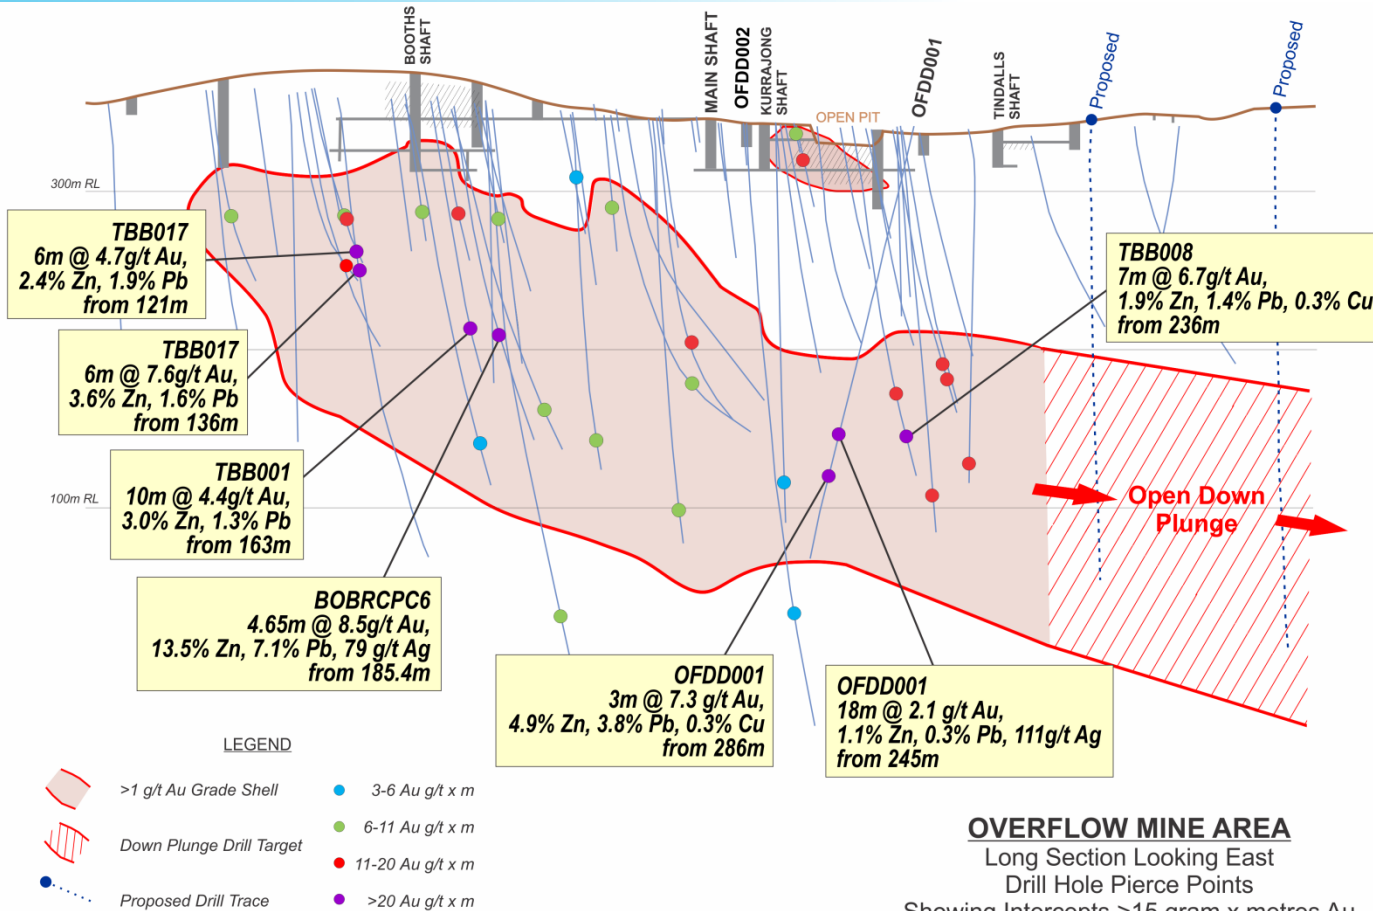 BOOTHS
SHAFT
MAIN SHAFT
OFDD002
KURRAJONG
SHAFT
OPEN PIT
OFDD001
TINDALLS
SHAFT
Proposed
Proposed
300m RL
100m RL
TBB017
6m @ 4.7g/t Au,
2.4% Zn, 1.9% Pb
from 121m
TBB017
6m @ 7.6g/t Au,
3.6% Zn, 1.6% Pb
from 136m
TBB001
10m @ 4.4g/t Au,
3.0% Zn, 1.3% Pb
from 163m
BOBRCPC6
4.65m @ 8.5g/t Au,
13.5% Zn, 7.1% Pb, 79 g/t Ag
from 185.4m
OFDD001
3m @ 7.3 g/t Au,
4.9% Zn, 3.8% Pb, 0.3% Cu
from 286m
OFDD001
18m @ 2.1 g/t Au,
1.1% Zn, 0.3% Pb, 111g/t Ag
from 245m
TBB008
7m @ 6.7g/t Au,
1.9% Zn, 1.4% Pb, 0.3% Cu
from 236m
Open Down
Plunge
LEGEND
>1 g/t Au Grade Shell
Down Plunge Drill Target
Proposed Drill Trace
3-6 Au g/t x m
6-11 Au g/t x m
11-20 Au g/t x m
>20 Au g/t x m
OVERFLOW MINE AREA
Long Section Looking East
Drill Hole Pierce Points
Showing Intercepts >15 gram x metres Au